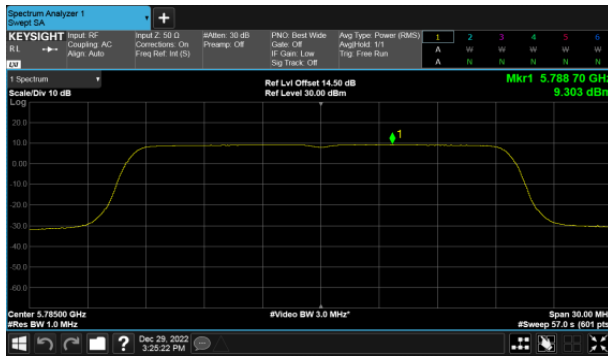 Spectrum Analyzer 1
Swept SA
+
KEYSIGHT
RL
LXI
Input: RF
Coupling: AC
Align: Auto
Input Z: 50 Ω
Corrections: On
Freq Ref: Int (S)
#Atten: 30 dB
Preamp: Off
PNO: Best Wide
Gate: Off
IF Gain: Low
Sig Track: Off
Avg Type: Power (RMS)
Avg|Hold: 1/1
Trig: Free Run
1 2 3 4 5 6
A W W W W W
A N N N N N
1 Spectrum
Scale/Div 10 dB
Ref Lvl Offset 14.50 dB
Ref Level 30.00 dBm
Mkr1 5.788 70 GHz
9.303 dBm
Log
20.0
10.0
0.00
-10.0
-20.0
-30.0
-40.0
-50.0
-60.0
1
Center 5.78500 GHz
#Res BW 1.0 MHz
#Video BW 3.0 MHz*
Span 30.00 MH
#Sweep 57.0 s (601 pts
Dec 29, 2022
3:25:22 PM
?